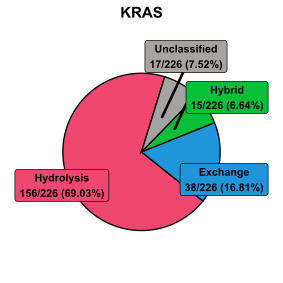 KRAS
Unclassified
17/226 (7.52%)
Hybrid
15/226 (6.64%)
Exchange
38/226 (16.81%)
Hydrolysis
156/226 (69.03%)